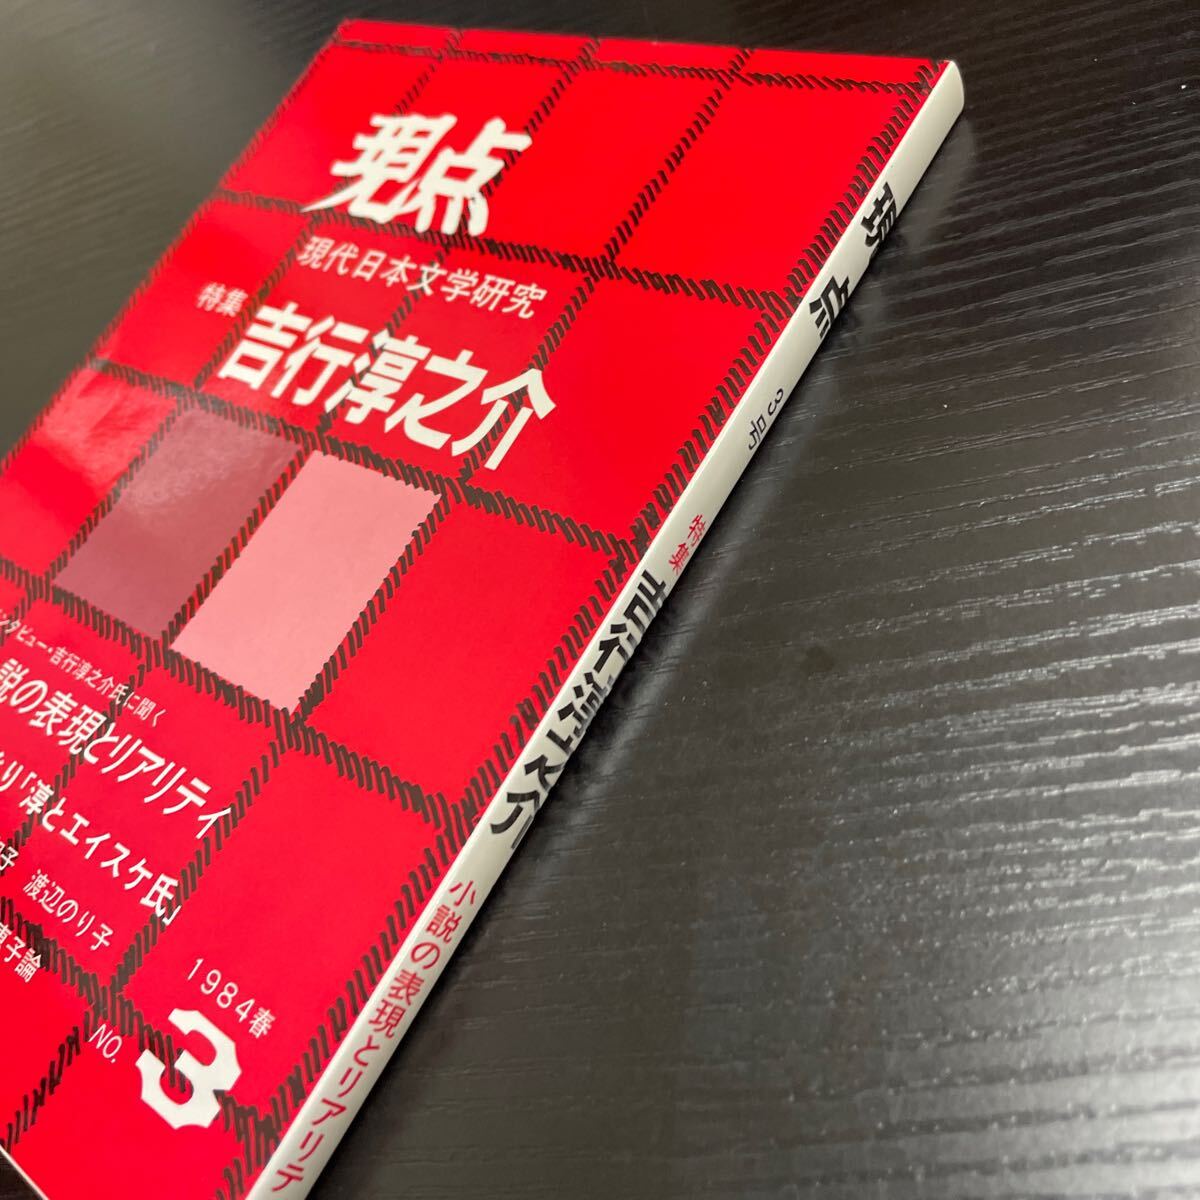 現点
現代日本文学研究
特集
吉行淳之介
ンタビュー・吉行淳之介氏に聞く
説の表現とリアリティ
り「淳とエイスケ氏」
子 渡辺のり子
子論
1984春
NO.
3
現点 3号 特集 吉行淳之介 小説の表現とリアリテ